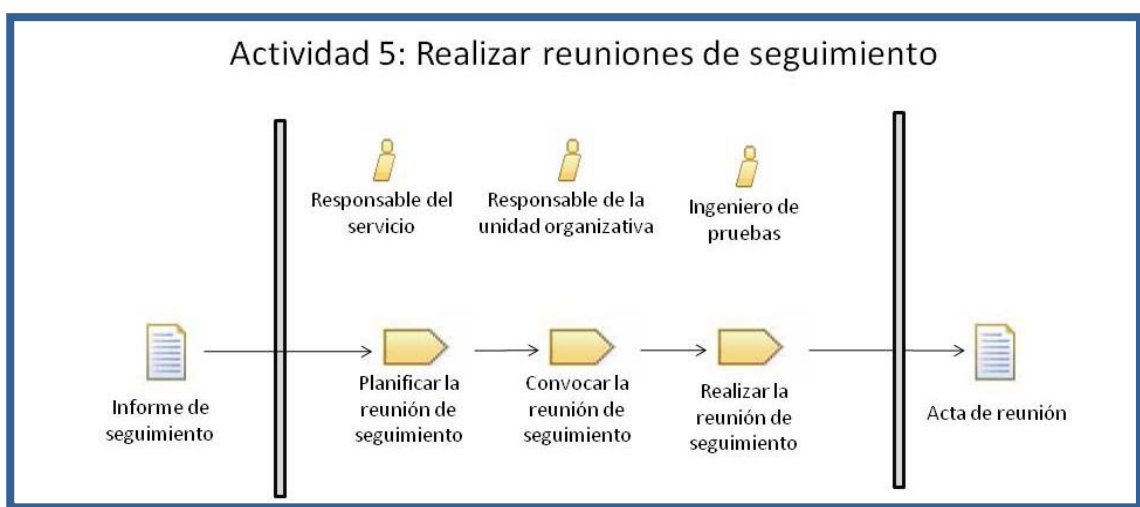 Actividad 5: Realizar reuniones de seguimiento
Responsable del
servicio
Responsable de la
unidad organizativa
Ingeniero de
pruebas
Informe de
seguimiento
Planificar la
reunión de
seguimiento
Convocar la
reunión de
seguimiento
Realizar la
reunión de
seguimiento
Acta de reunión